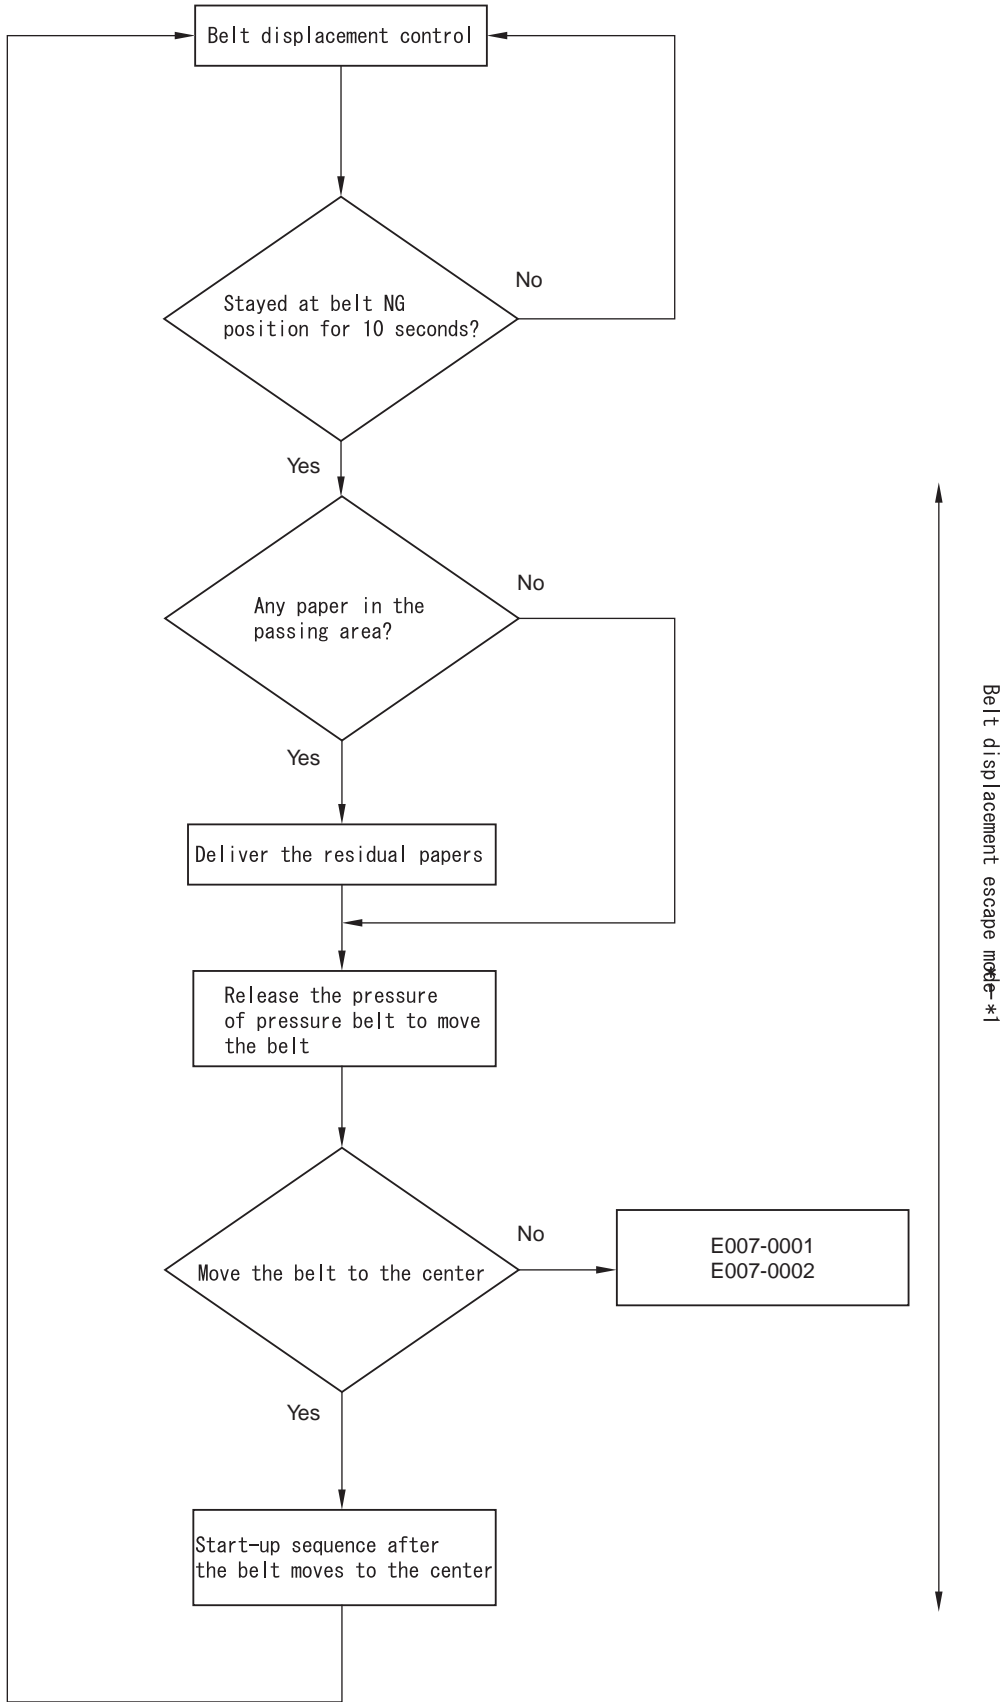 Belt displacement control
Stayed at belt NG
position for 10 seconds?
No
Yes
Any paper in the
passing area?
No
Yes
Deliver the residual papers
Release the pressure
of pressure belt to move
the belt
Move the belt to the center
No
E007-0001
E007-0002
Yes
Start-up sequence after
the belt moves to the center
Belt displacement escape mode *1